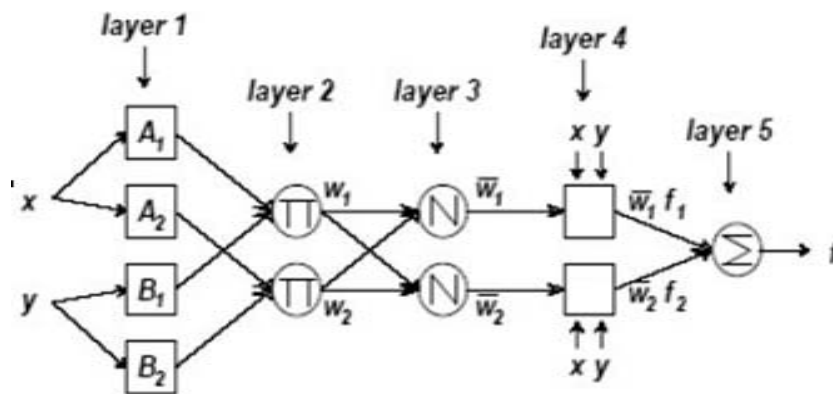 layer 1
layer 2
layer 3
layer 4
layer 5
x
y
A₁
A₂
B₁
B₂
Π
Π
w₁
w₂
N
N
w̅₁
w̅₂
x y
x y
w̅₁ f₁
w̅₂ f₂
Σ
f